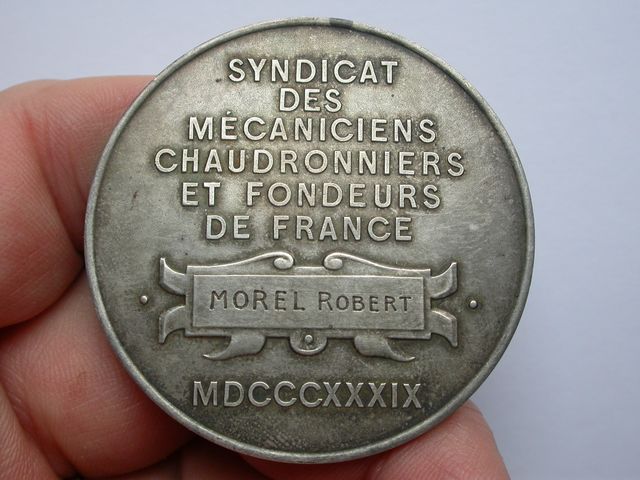 SYNDICAT
DES
MÉCANICIENS
CHAUDRONNIERS
ET FONDEURS
DE FRANCE
MOREL ROBERT
MDCCCXXXIX